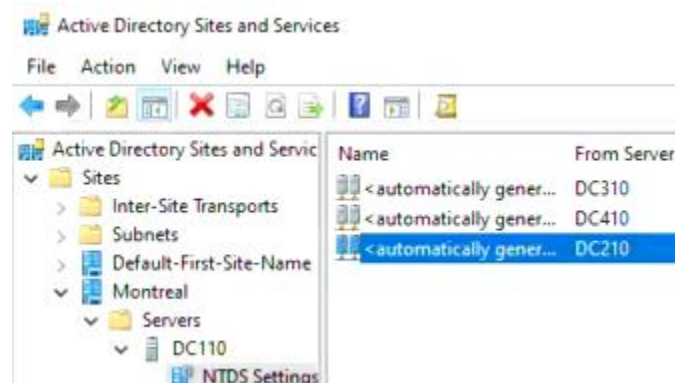 Active Directory Sites and Services
File Action View Help
Active Directory Sites and Servic
Sites
Inter-Site Transports
Subnets
Default-First-Site-Name
Montreal
Servers
DC110
NTDS Settings
Name From Server
<automatically gener... DC310
<automatically gener... DC410
<automatically gener... DC210